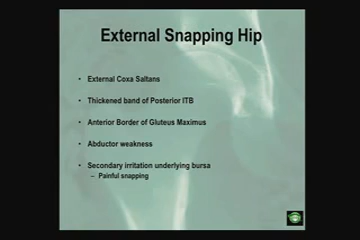 External Snapping Hip
• External Coxa Saltans
• Thickened band of Posterior ITB
• Anterior Border of Gluteus Maximus
• Abductor weakness
• Secondary irritation underlying bursa
– Painful snapping